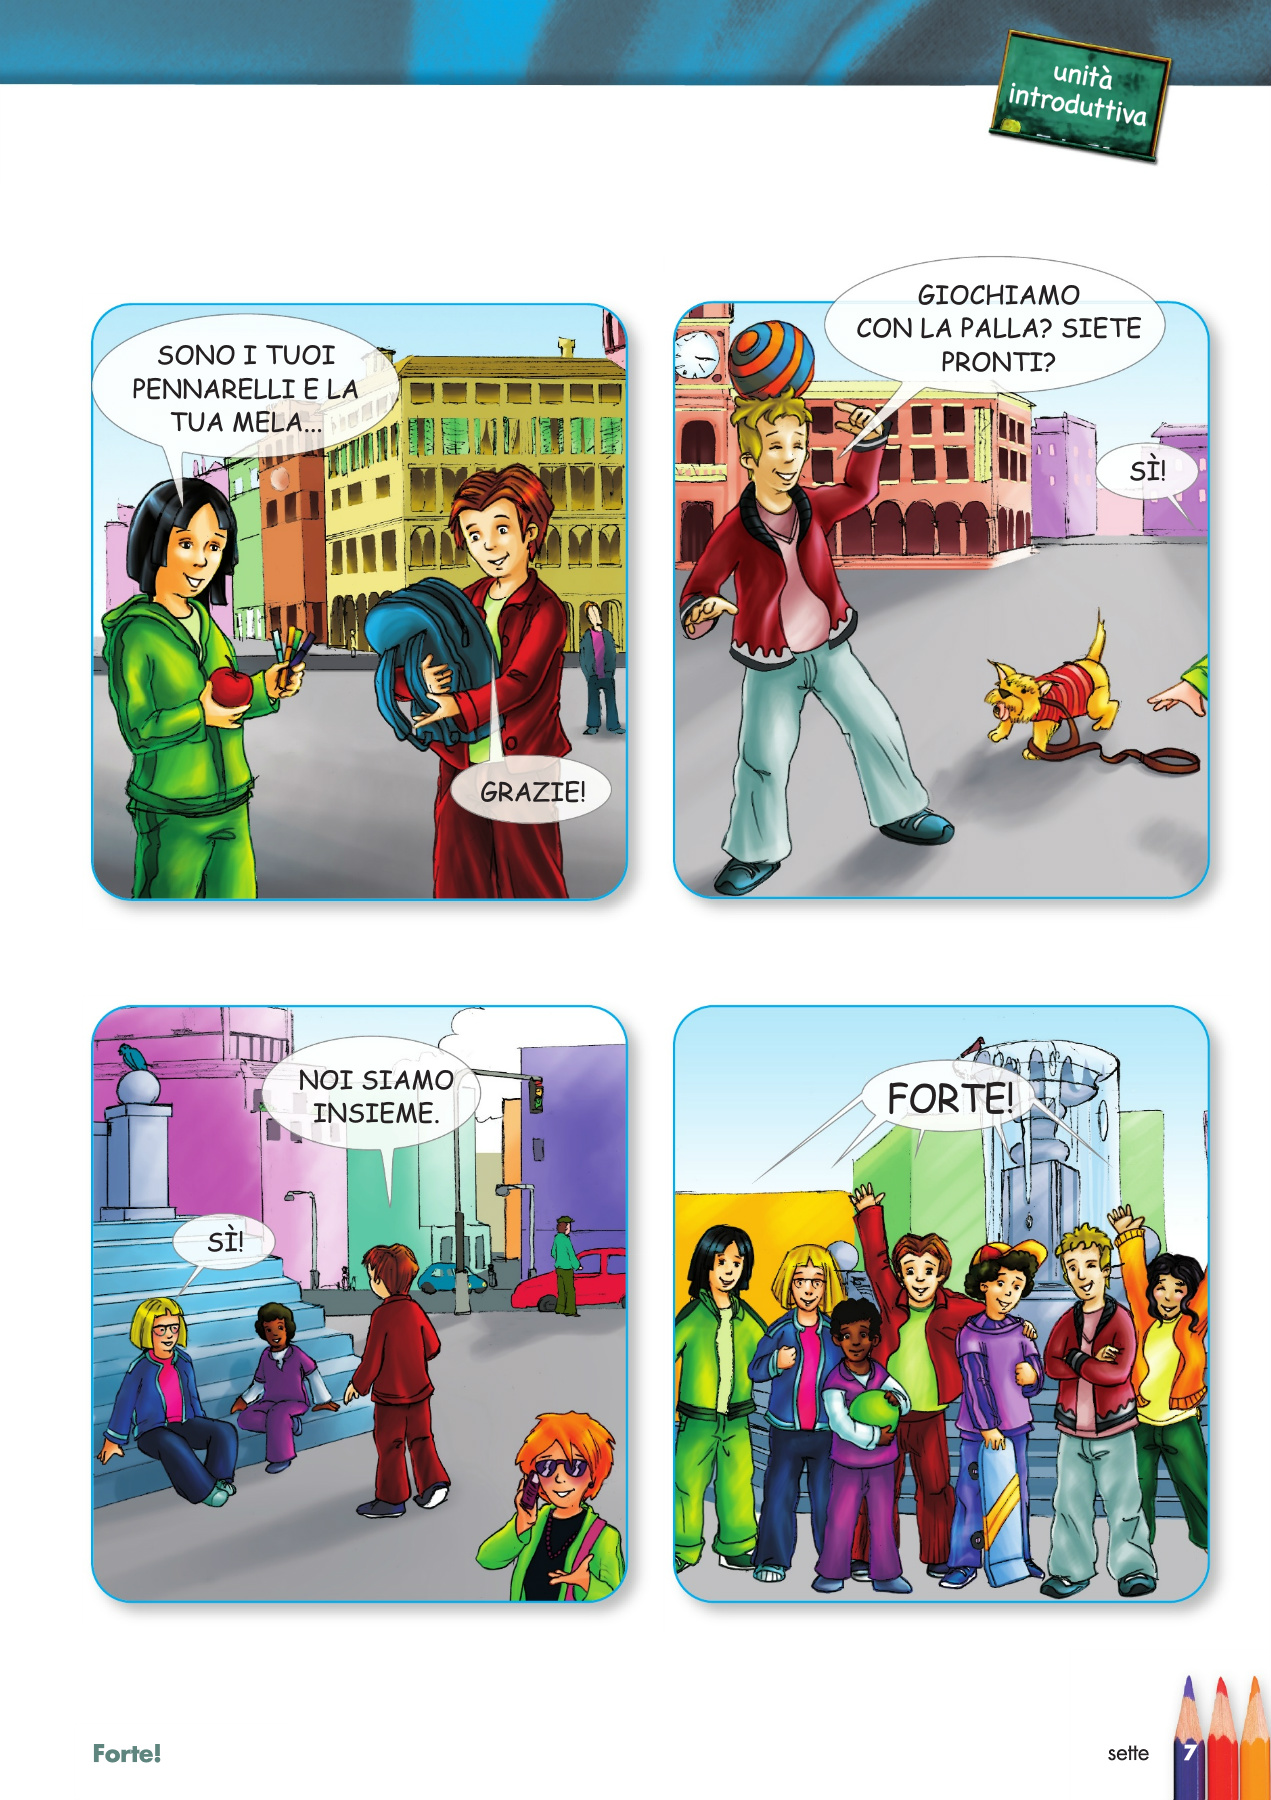 unità
introduttiva
SONO I TUOI
PENNARELLI E LA
TUA MELA...
GRAZIE!
GIOCHIAMO
CON LA PALLA? SIETE
PRONTI?
SÌ!
NOI SIAMO
INSIEME.
SÌ!
FORTE!
Forte!
sette
7